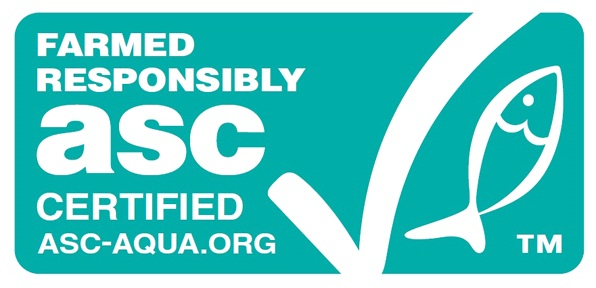 FARMED
RESPONSIBLY
asc
CERTIFIED
ASC-AQUA.ORG
TM